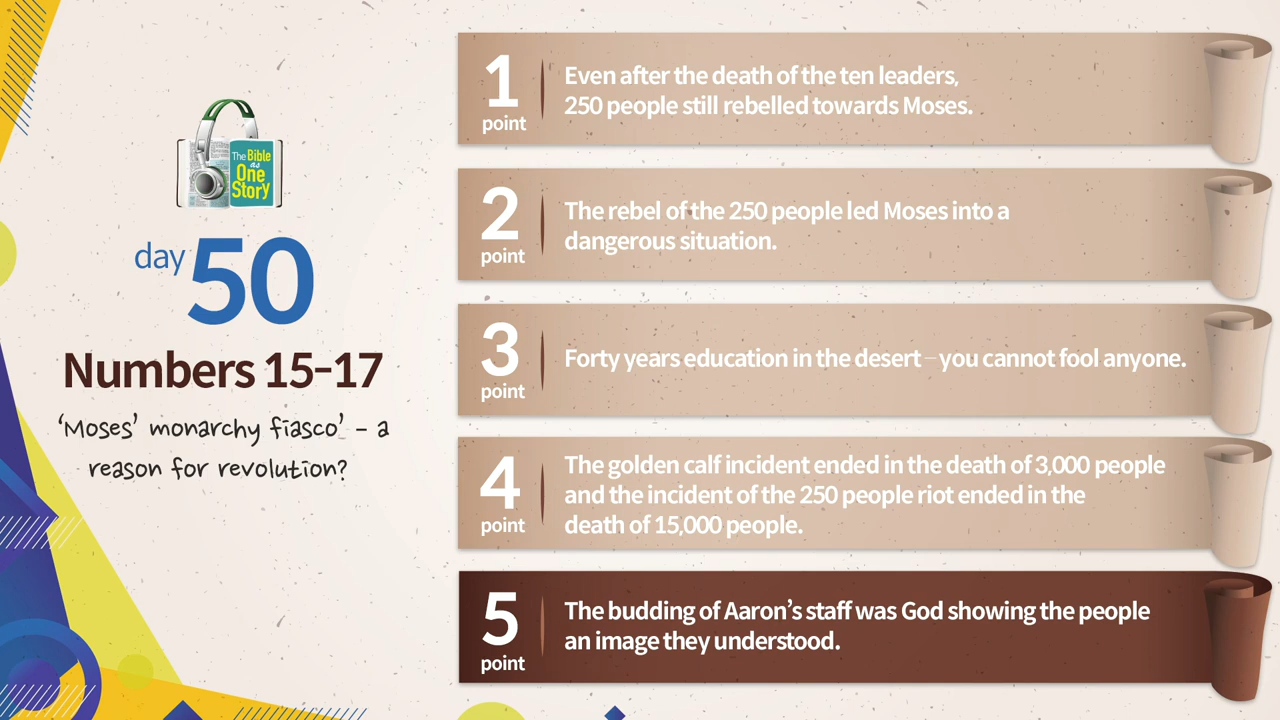 The Bible
as
One
Story
day 50
Numbers 15-17
‘Moses’ monarchy fiasco’ - a
reason for revolution?
1
point
Even after the death of the ten leaders,
250 people still rebelled towards Moses.
2
point
The rebel of the 250 people led Moses into a
dangerous situation.
3
point
Forty years education in the desert – you cannot fool anyone.
4
point
The golden calf incident ended in the death of 3,000 people
and the incident of the 250 people riot ended in the
death of 15,000 people.
5
point
The budding of Aaron’s staff was God showing the people
an image they understood.